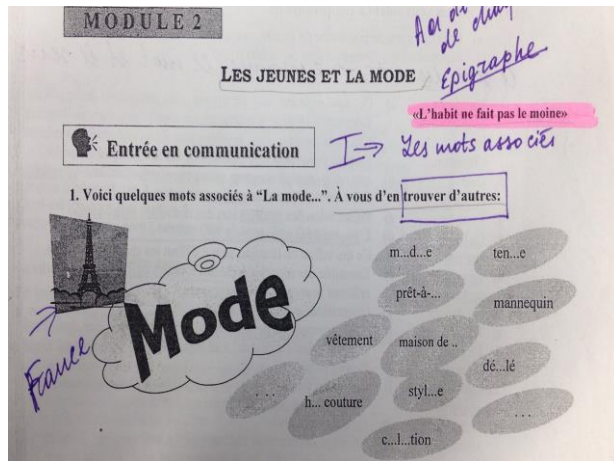 MODULE 2
de
LES JEUNES ET LA MODE
Epigraphe
«L'habit ne fait pas le moine»
Entrée en communication
I → Les mots associés
1. Voici quelques mots associés à “La mode...”. À vous d'en trouver d'autres:
m...d...e
ten...e
prêt-à-...
mannequin
Mode
vêtement
maison de ..
dé...lé
France
. . .
h... couture
styl...e
. . .
c...l...tion